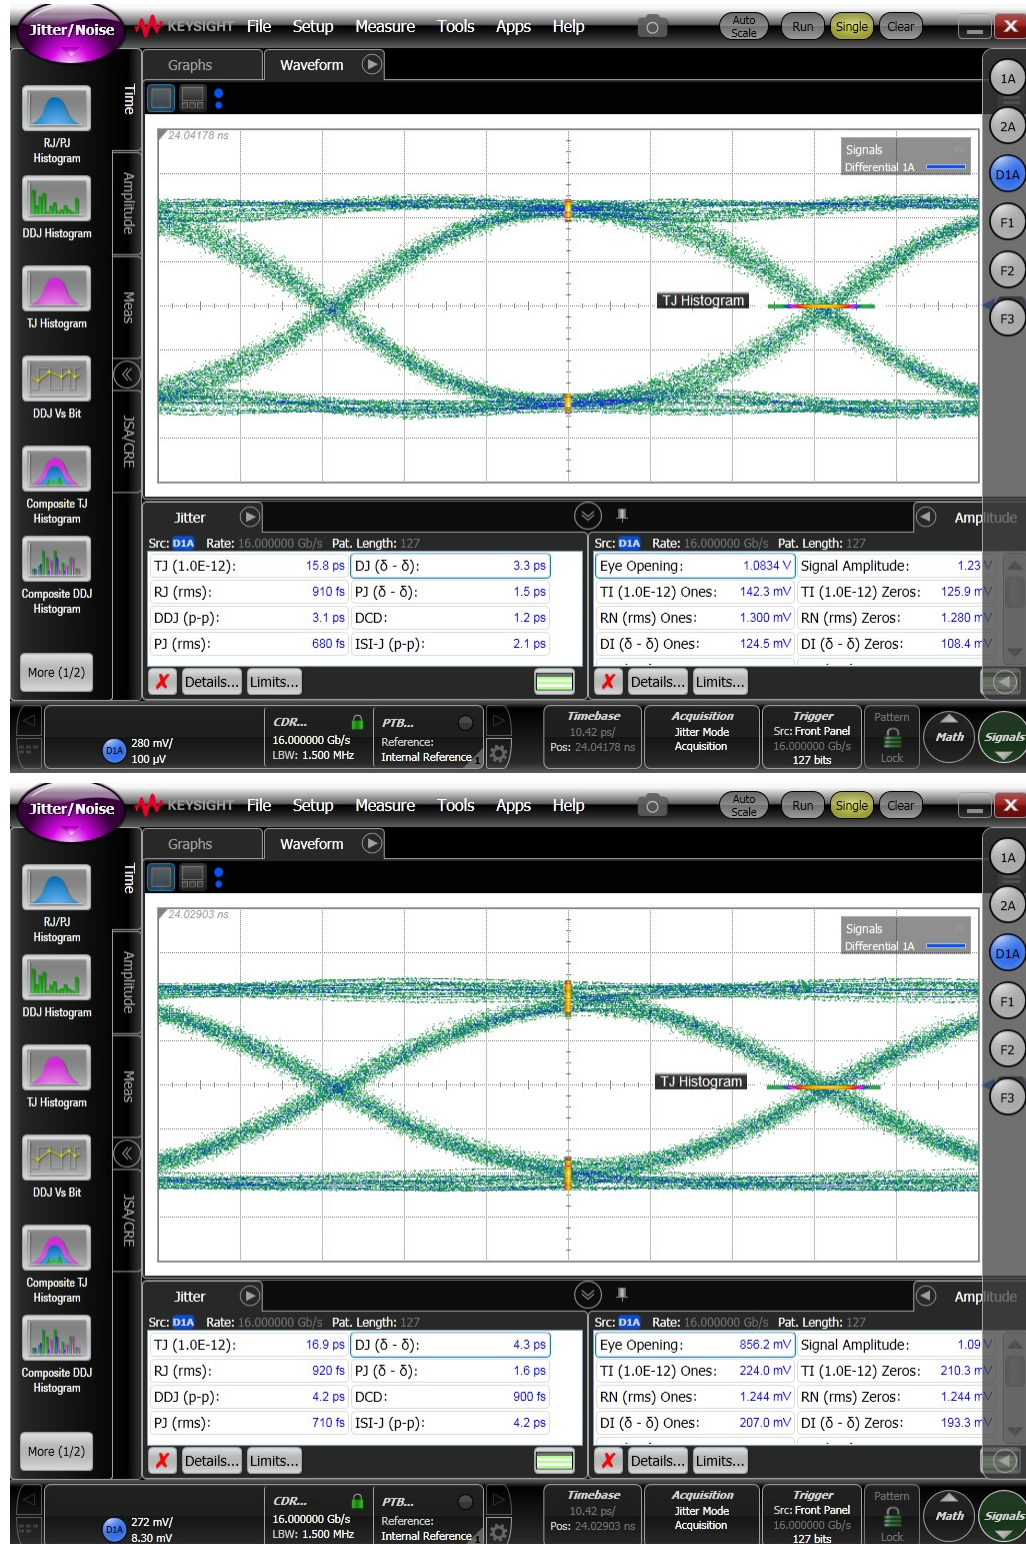 Jitter/Noise KEYSIGHT File Setup Measure Tools Apps Help Auto Scale Run Single Clear X
Graphs Waveform
Time
Amplitude
Meas
JSA/CRE
RJ/PJ
Histogram
DDJ Histogram
TJ Histogram
DDJ Vs Bit
Composite TJ
Histogram
Composite DDJ
Histogram
More (1/2)
24.04178 ns
Signals
Differential 1A
TJ Histogram
1A
2A
D1A
F1
F2
F3
Jitter Amplitude
Src: D1A Rate: 16.000000 Gb/s Pat. Length: 127 Src: D1A Rate: 16.000000 Gb/s Pat. Length: 127
TJ (1.0E-12): 15.8 ps DJ (δ - δ): 3.3 ps Eye Opening: 1.0834 V Signal Amplitude: 1.23 V
RJ (rms): 910 fs PJ (δ - δ): 1.5 ps TI (1.0E-12) Ones: 142.3 mV TI (1.0E-12) Zeros: 125.9 mV
DDJ (p-p): 3.1 ps DCD: 1.2 ps RN (rms) Ones: 1.300 mV RN (rms) Zeros: 1.280 mV
PJ (rms): 680 fs ISI-J (p-p): 2.1 ps DI (δ - δ) Ones: 124.5 mV DI (δ - δ) Zeros: 108.4 mV
X Details... Limits... X Details... Limits...
D1A 280 mV/
100 µV
CDR...
16.000000 Gb/s
LBW: 1.500 MHz
PTB...
Reference:
Internal Reference 1
Timebase
10.42 ps/
Pos: 24.04178 ns
Acquisition
Jitter Mode
Acquisition
Trigger
Src: Front Panel
16.000000 Gb/s
127 bits
Pattern
Lock
Math
Signals
Jitter/Noise KEYSIGHT File Setup Measure Tools Apps Help Auto Scale Run Single Clear X
Graphs Waveform
Time
Amplitude
Meas
JSA/CRE
RJ/PJ
Histogram
DDJ Histogram
TJ Histogram
DDJ Vs Bit
Composite TJ
Histogram
Composite DDJ
Histogram
More (1/2)
24.02903 ns
Signals
Differential 1A
TJ Histogram
1A
2A
D1A
F1
F2
F3
Jitter Amplitude
Src: D1A Rate: 16.000000 Gb/s Pat. Length: 127 Src: D1A Rate: 16.000000 Gb/s Pat. Length: 127
TJ (1.0E-12): 16.9 ps DJ (δ - δ): 4.3 ps Eye Opening: 856.2 mV Signal Amplitude: 1.09 V
RJ (rms): 920 fs PJ (δ - δ): 1.6 ps TI (1.0E-12) Ones: 224.0 mV TI (1.0E-12) Zeros: 210.3 mV
DDJ (p-p): 4.2 ps DCD: 900 fs RN (rms) Ones: 1.244 mV RN (rms) Zeros: 1.244 mV
PJ (rms): 710 fs ISI-J (p-p): 4.2 ps DI (δ - δ) Ones: 207.0 mV DI (δ - δ) Zeros: 193.3 mV
X Details... Limits... X Details... Limits...
D1A 272 mV/
8.30 mV
CDR...
16.000000 Gb/s
LBW: 1.500 MHz
PTB...
Reference:
Internal Reference 1
Timebase
10.42 ps/
Pos: 24.02903 ns
Acquisition
Jitter Mode
Acquisition
Trigger
Src: Front Panel
16.000000 Gb/s
127 bits
Pattern
Lock
Math
Signals